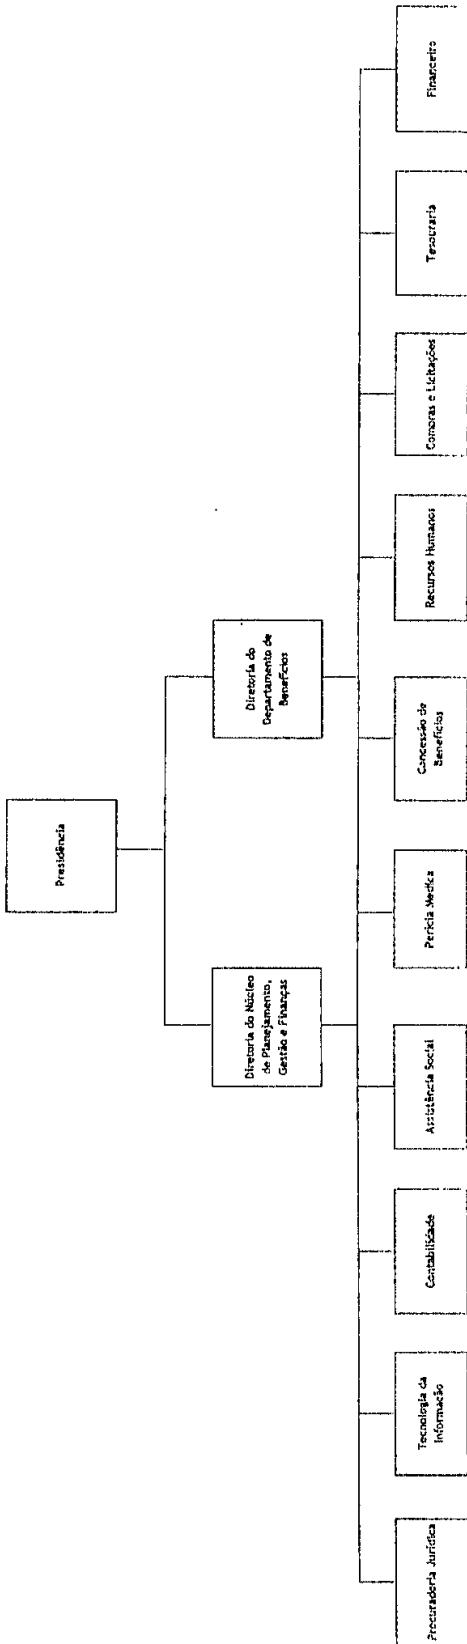 Presidência
Diretoria do Núcleo
de Planejamento,
Gestão e Finanças
Diretoria do
Departamento de
Benefícios
Procuradoria Jurídica
Tecnologia da
Informação
Contabilidade
Assistência Social
Perícia Medica
Concessão de
Benefícios
Recursos Humanos
Compras e Licitações
Tesouraria
Financeiro